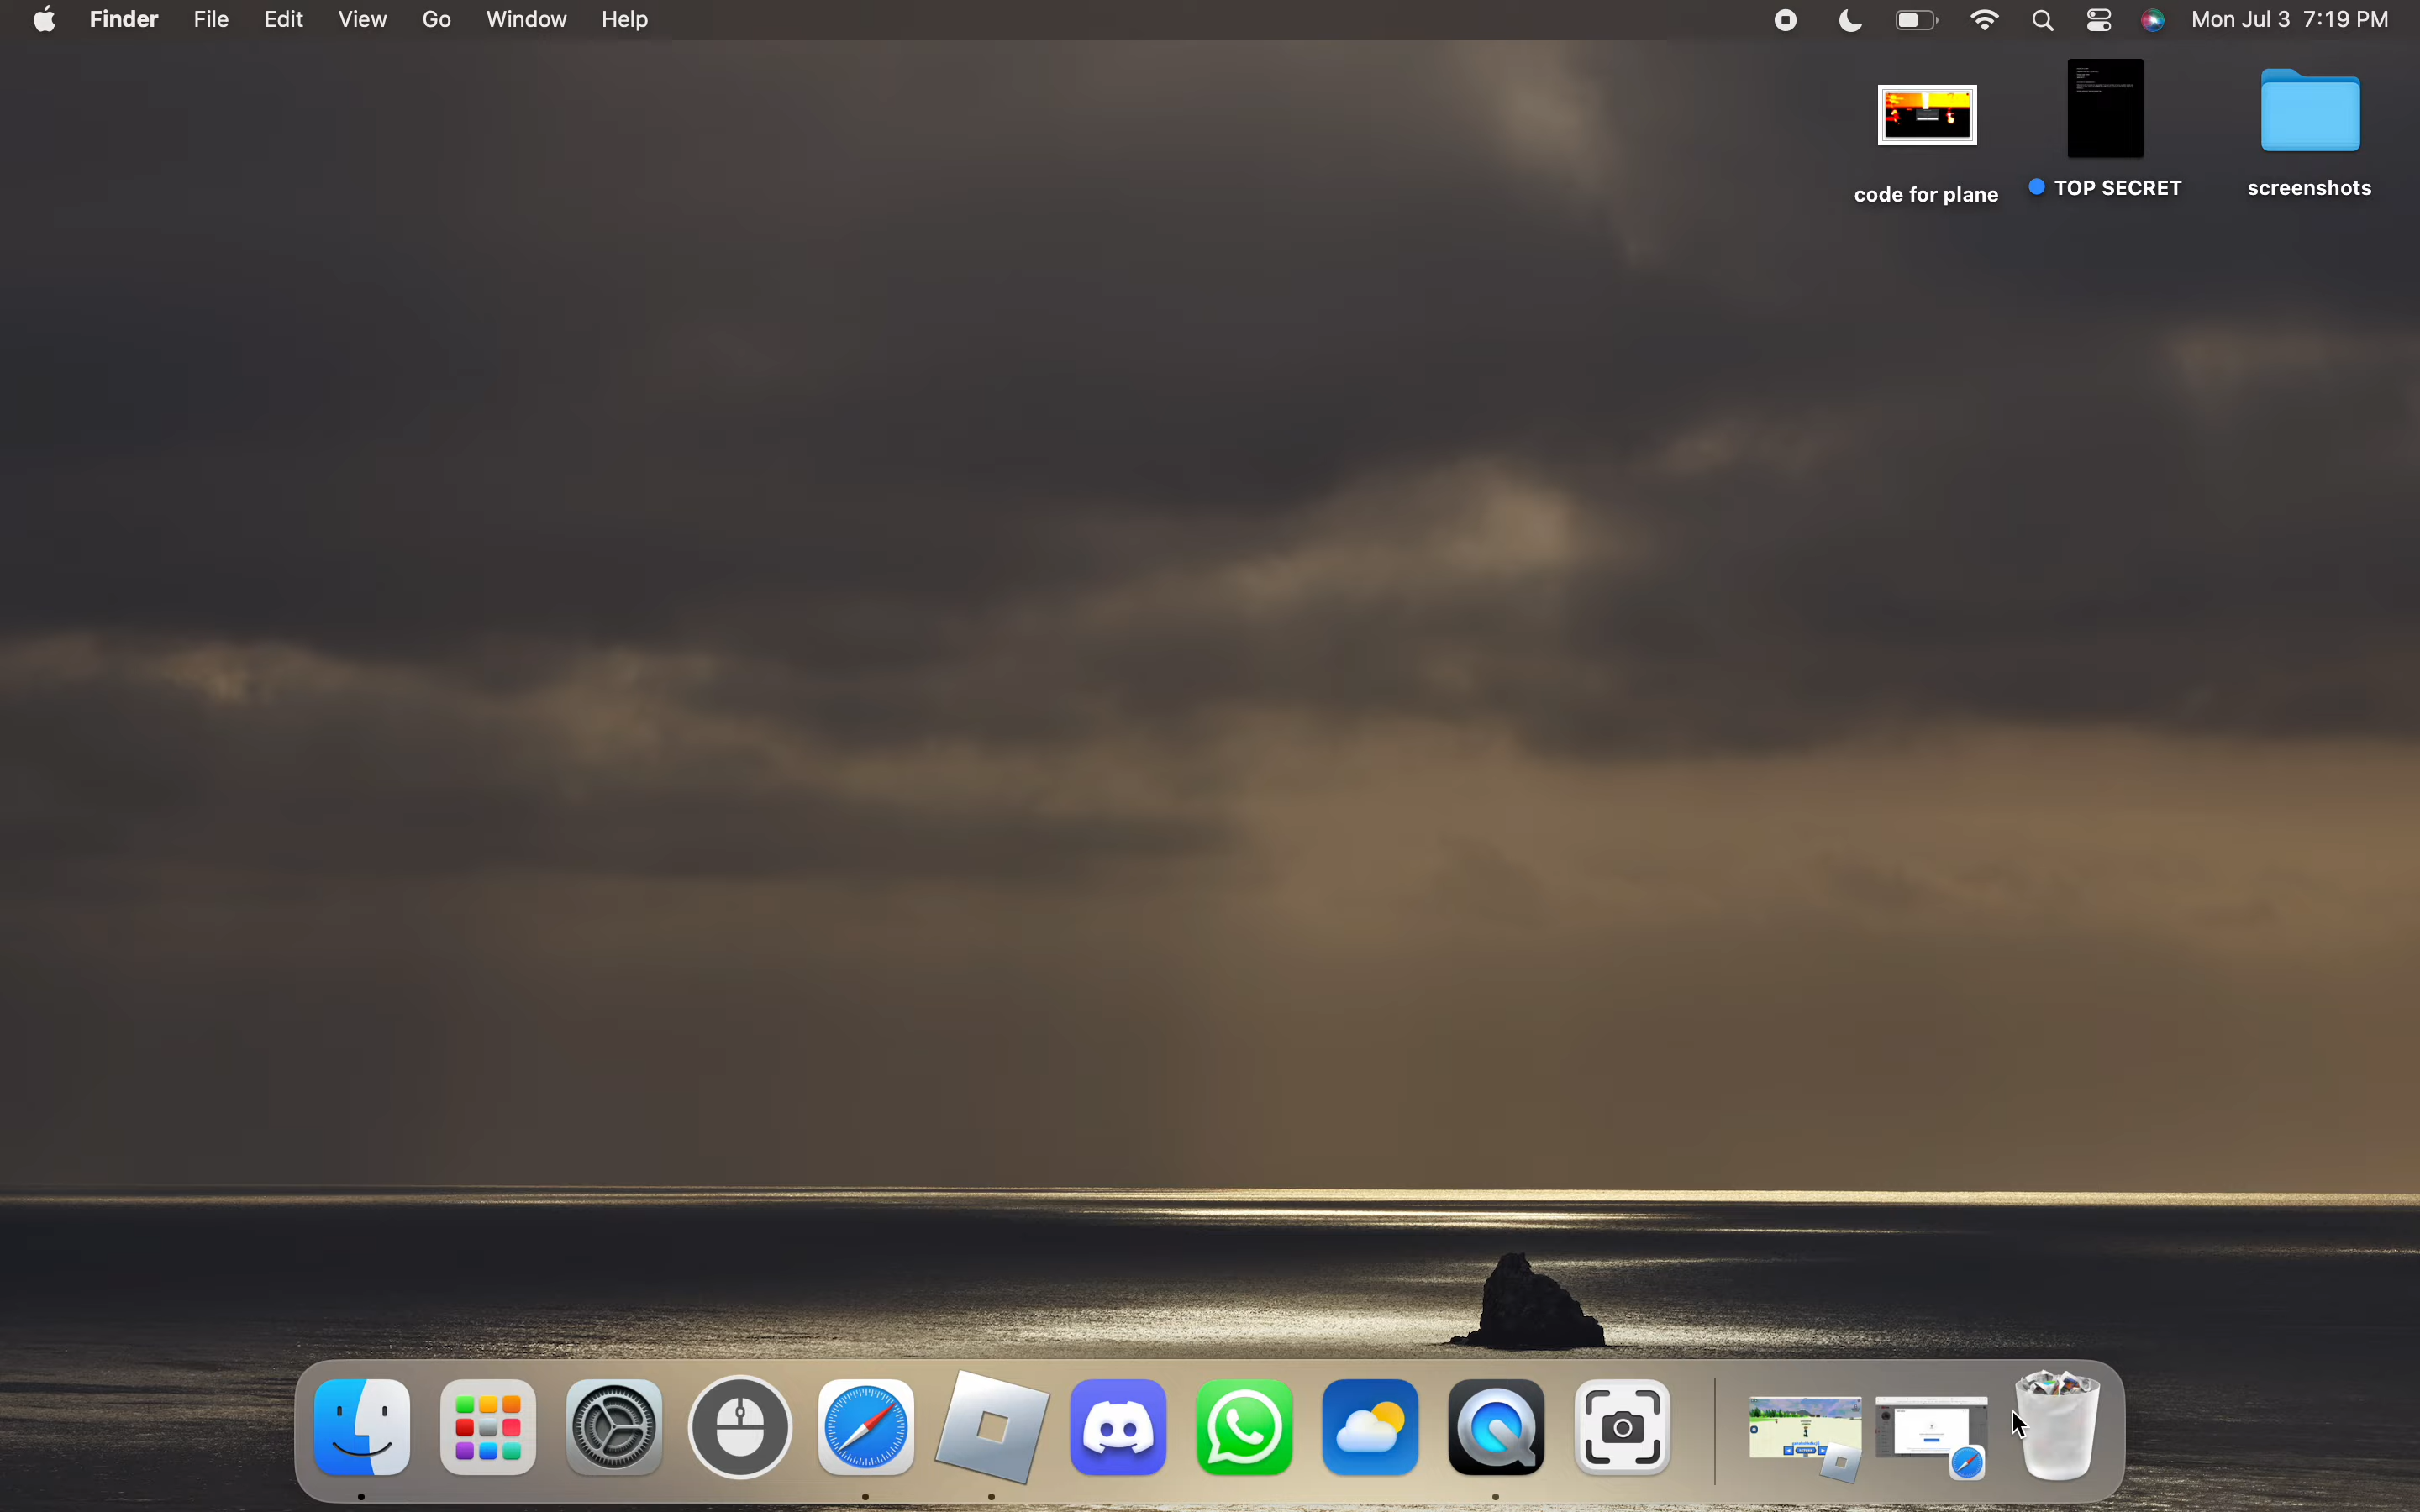 Finder File Edit View Go Window Help Mon Jul 3 7:19 PM
code for plane TOP SECRET screenshots